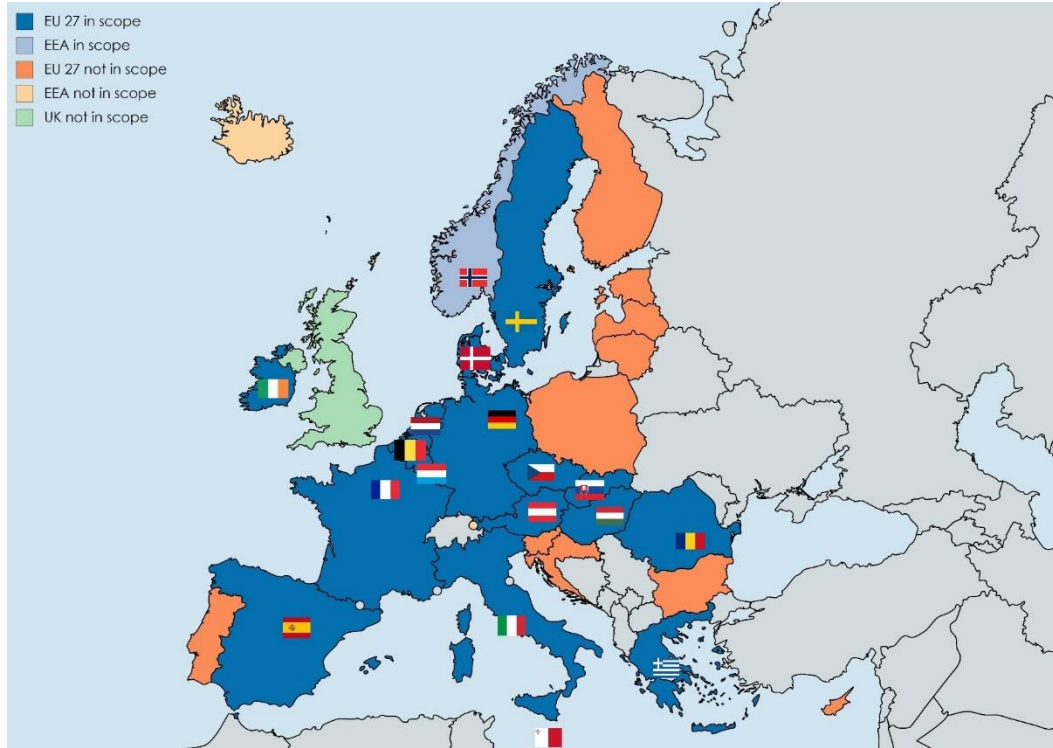 EU 27 in scope
EEA in scope
EU 27 not in scope
EEA not in scope
UK not in scope